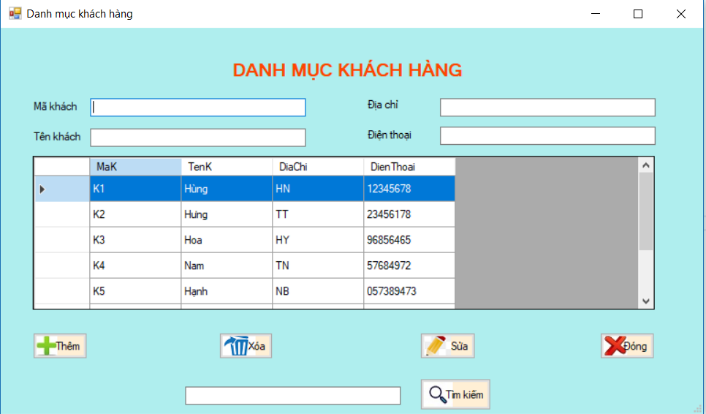 Danh mục khách hàng
DANH MỤC KHÁCH HÀNG
Mã khách Địa chỉ
Tên khách Điện thoại
MaK TenK DiaChi DienThoai
K1 Hùng HN 12345678
K2 Hưng TT 23456178
K3 Hoa HY 96856465
K4 Nam TN 57684972
K5 Hạnh NB 057389473
Thêm Xóa Sửa Đóng
Tìm kiếm